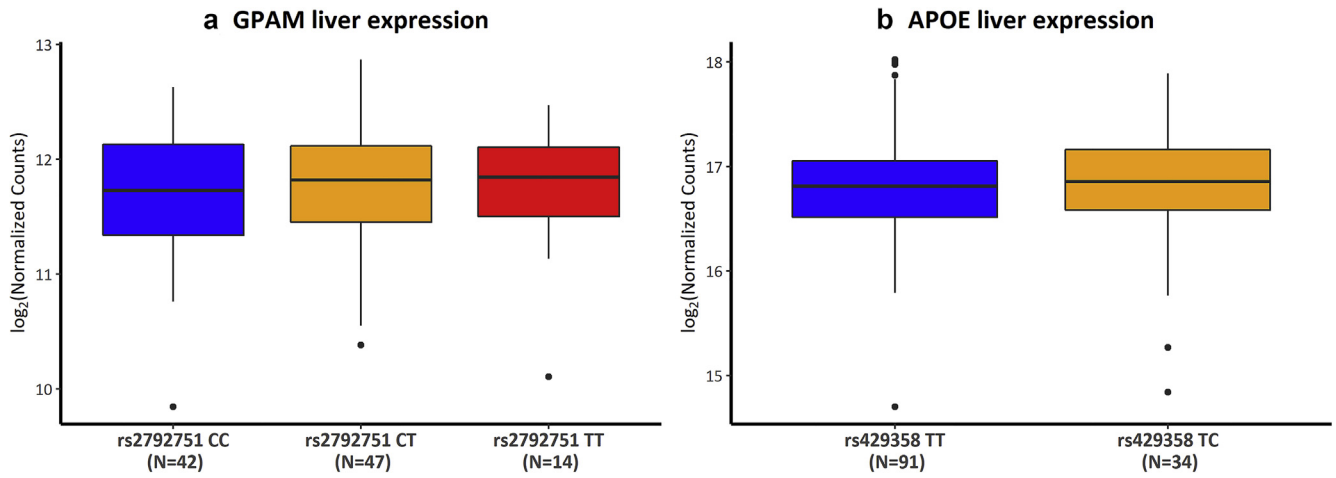 a GPAM liver expression
log2(Normalized Counts)
13
12
11
10
rs2792751 CC
(N=42)
rs2792751 CT
(N=47)
rs2792751 TT
(N=14)
b APOE liver expression
log2(Normalized Counts)
18
17
16
15
rs429358 TT
(N=91)
rs429358 TC
(N=34)